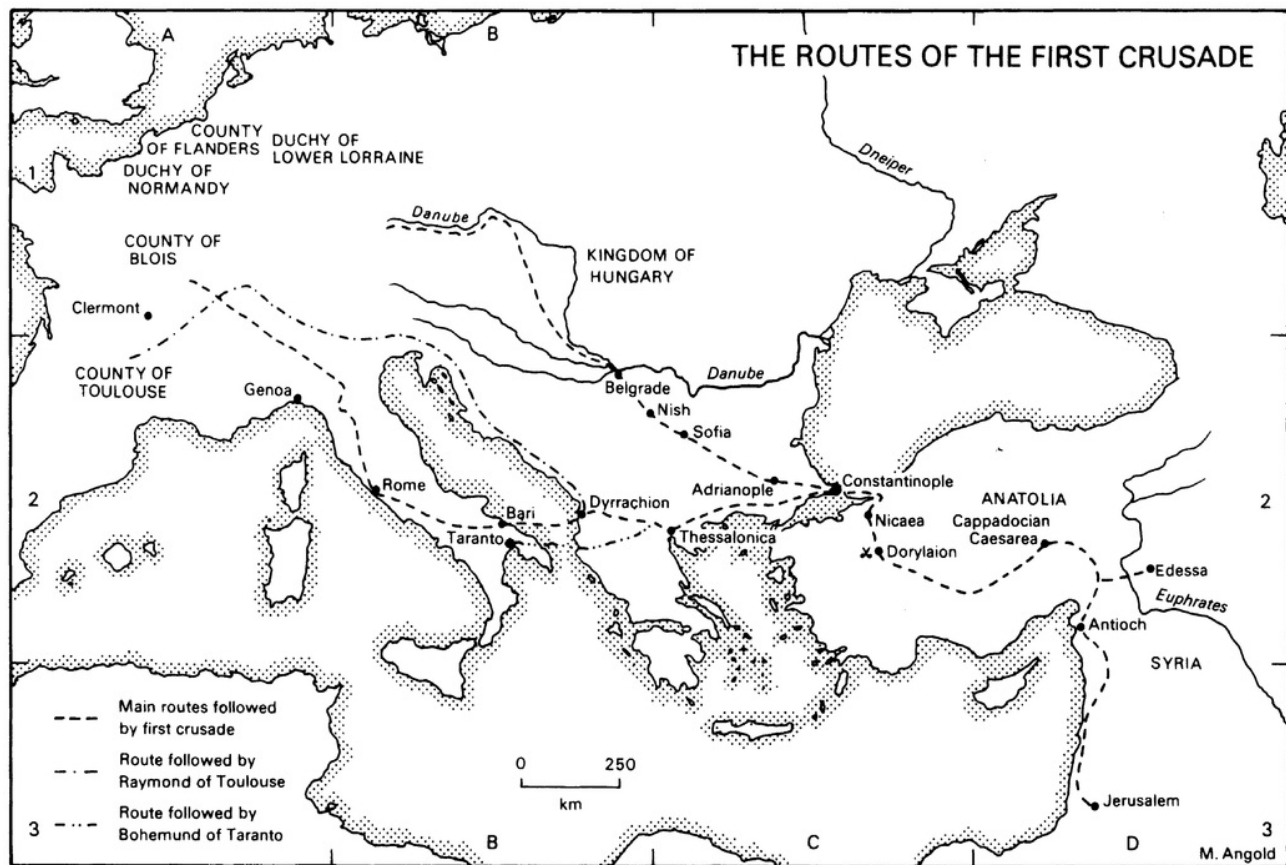 A
B
THE ROUTES OF THE FIRST CRUSADE
COUNTY
OF FLANDERS
DUCHY OF
LOWER LORRAINE
1
DUCHY OF
NORMANDY
Dneiper
Danube
COUNTY OF
BLOIS
KINGDOM OF
HUNGARY
Clermont
COUNTY OF
TOULOUSE
Genoa
Belgrade
Danube
Nish
Sofia
2
Rome
Bari
Taranto
Dyrrachion
Adrianople
Constantinople
Thessalonica
Nicaea
Dorylaion
ANATOLIA
Cappadocian
Caesarea
2
Edessa
Euphrates
Antioch
SYRIA
Main routes followed
by first crusade
Route followed by
Raymond of Toulouse
Route followed by
Bohemund of Taranto
0 250
km
Jerusalem
3
B
C
D
3
M. Angold